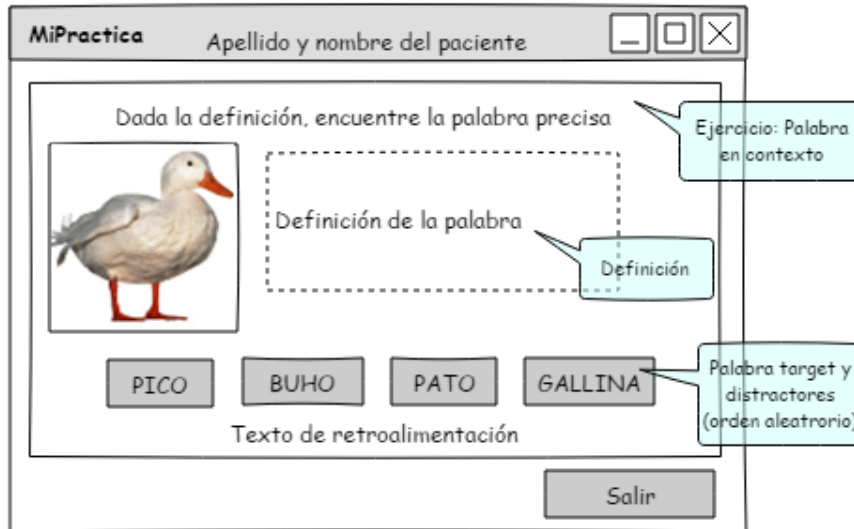 MiPractica
Apellido y nombre del paciente
Dada la definición, encuentre la palabra precisa
Ejercicio: Palabra
en contexto
Definición de la palabra
Definición
PICO
BUHO
PATO
GALLINA
Palabra target y
distractores
(orden aleatrorio)
Texto de retroalimentación
Salir